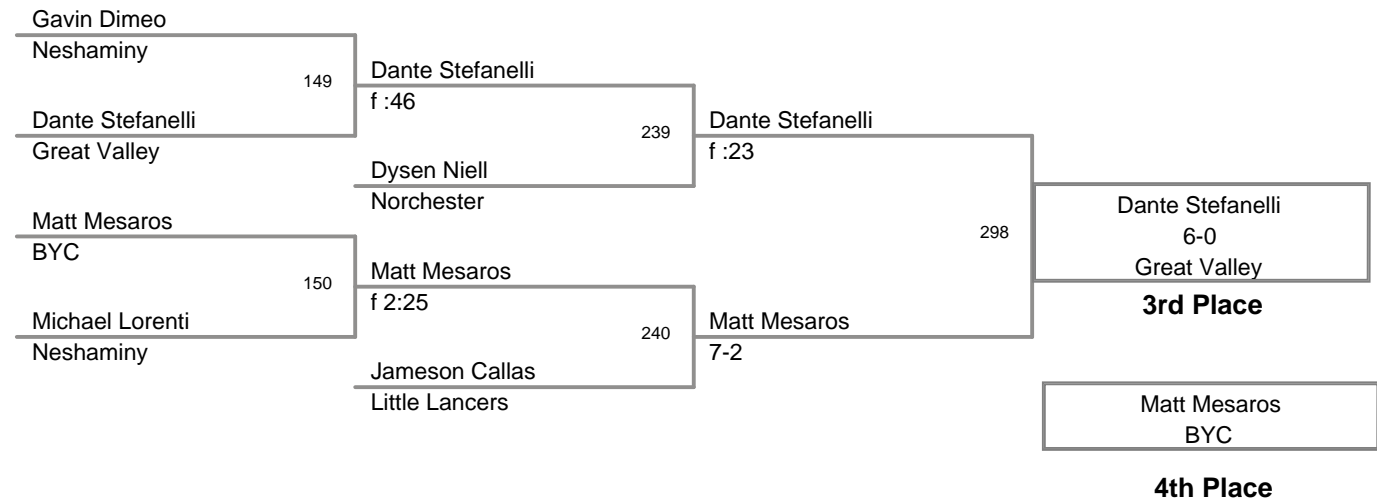 Gavin Dimeo
Neshaminy
149
Dante Stefanelli
f :46
Dante Stefanelli
Great Valley
239
Dante Stefanelli
f :23
Dysen Niell
Norchester
Matt Mesaros
BYC
150
Matt Mesaros
f 2:25
Michael Lorenti
Neshaminy
240
Matt Mesaros
7-2
Jameson Callas
Little Lancers
298
Dante Stefanelli
6-0
Great Valley
3rd Place
Matt Mesaros
BYC
4th Place